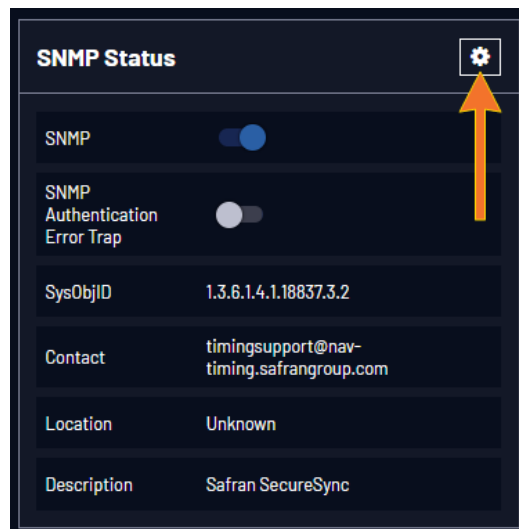 SNMP Status
SNMP
SNMP
Authentication
Error Trap
SysObjID
1.3.6.1.4.1.18837.3.2
Contact
timingsupport@nav-
timing.safrangroup.com
Location
Unknown
Description
Safran SecureSync